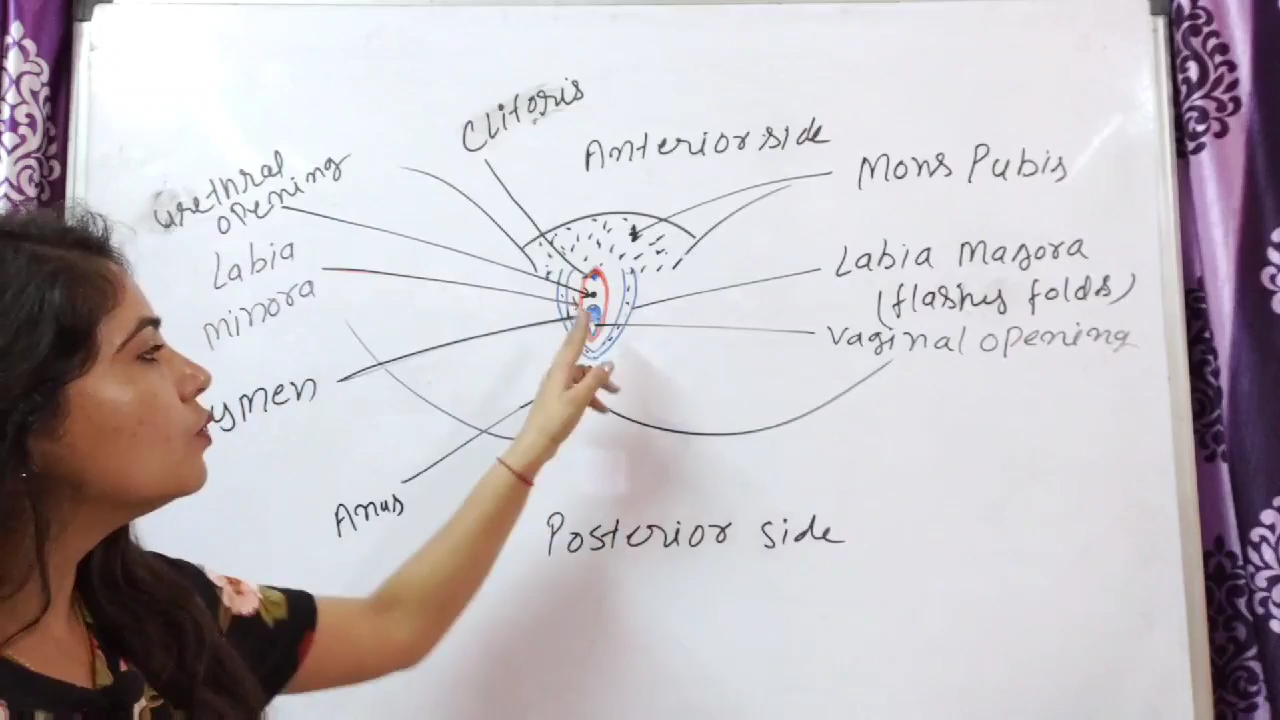 Clitoris
Anterior side
Mons Pubis
urethral
opening
Labia
minora
Labia Majora
(flashy folds)
Vaginal opening
ymen
Anus
Posterior side